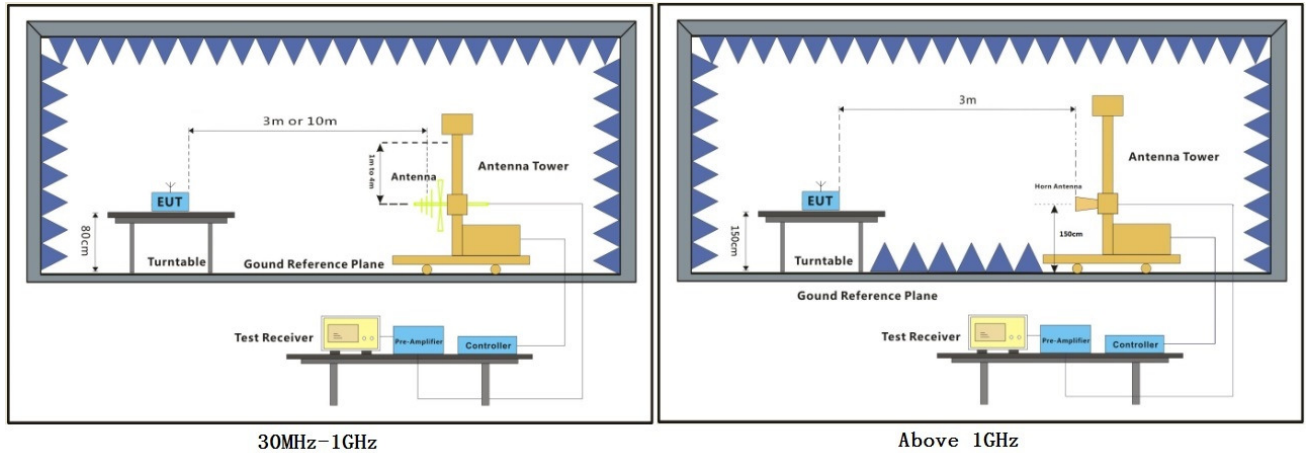 3m or 10m
1m to 4m
Antenna
Antenna Tower
EUT
80cm
Turntable
Gound Reference Plane
Test Receiver
Pre-Amplifier
Controller
30MHz-1GHz
3m
Antenna Tower
Horn Antenna
EUT
150cm
150cm
Turntable
Gound Reference Plane
Test Receiver
Pre-Amplifier
Controller
Above 1GHz